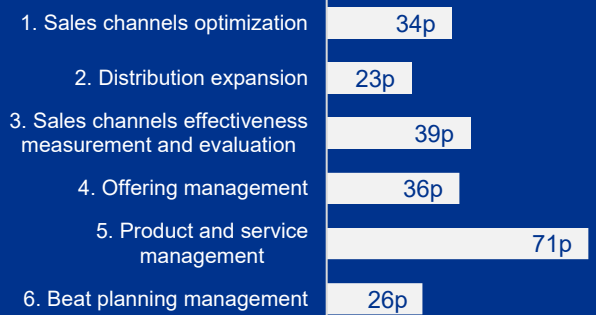 1. Sales channels optimization
34p
2. Distribution expansion
23p
3. Sales channels effectiveness
measurement and evaluation
39p
4. Offering management
36p
5. Product and service
management
71p
6. Beat planning management
26p